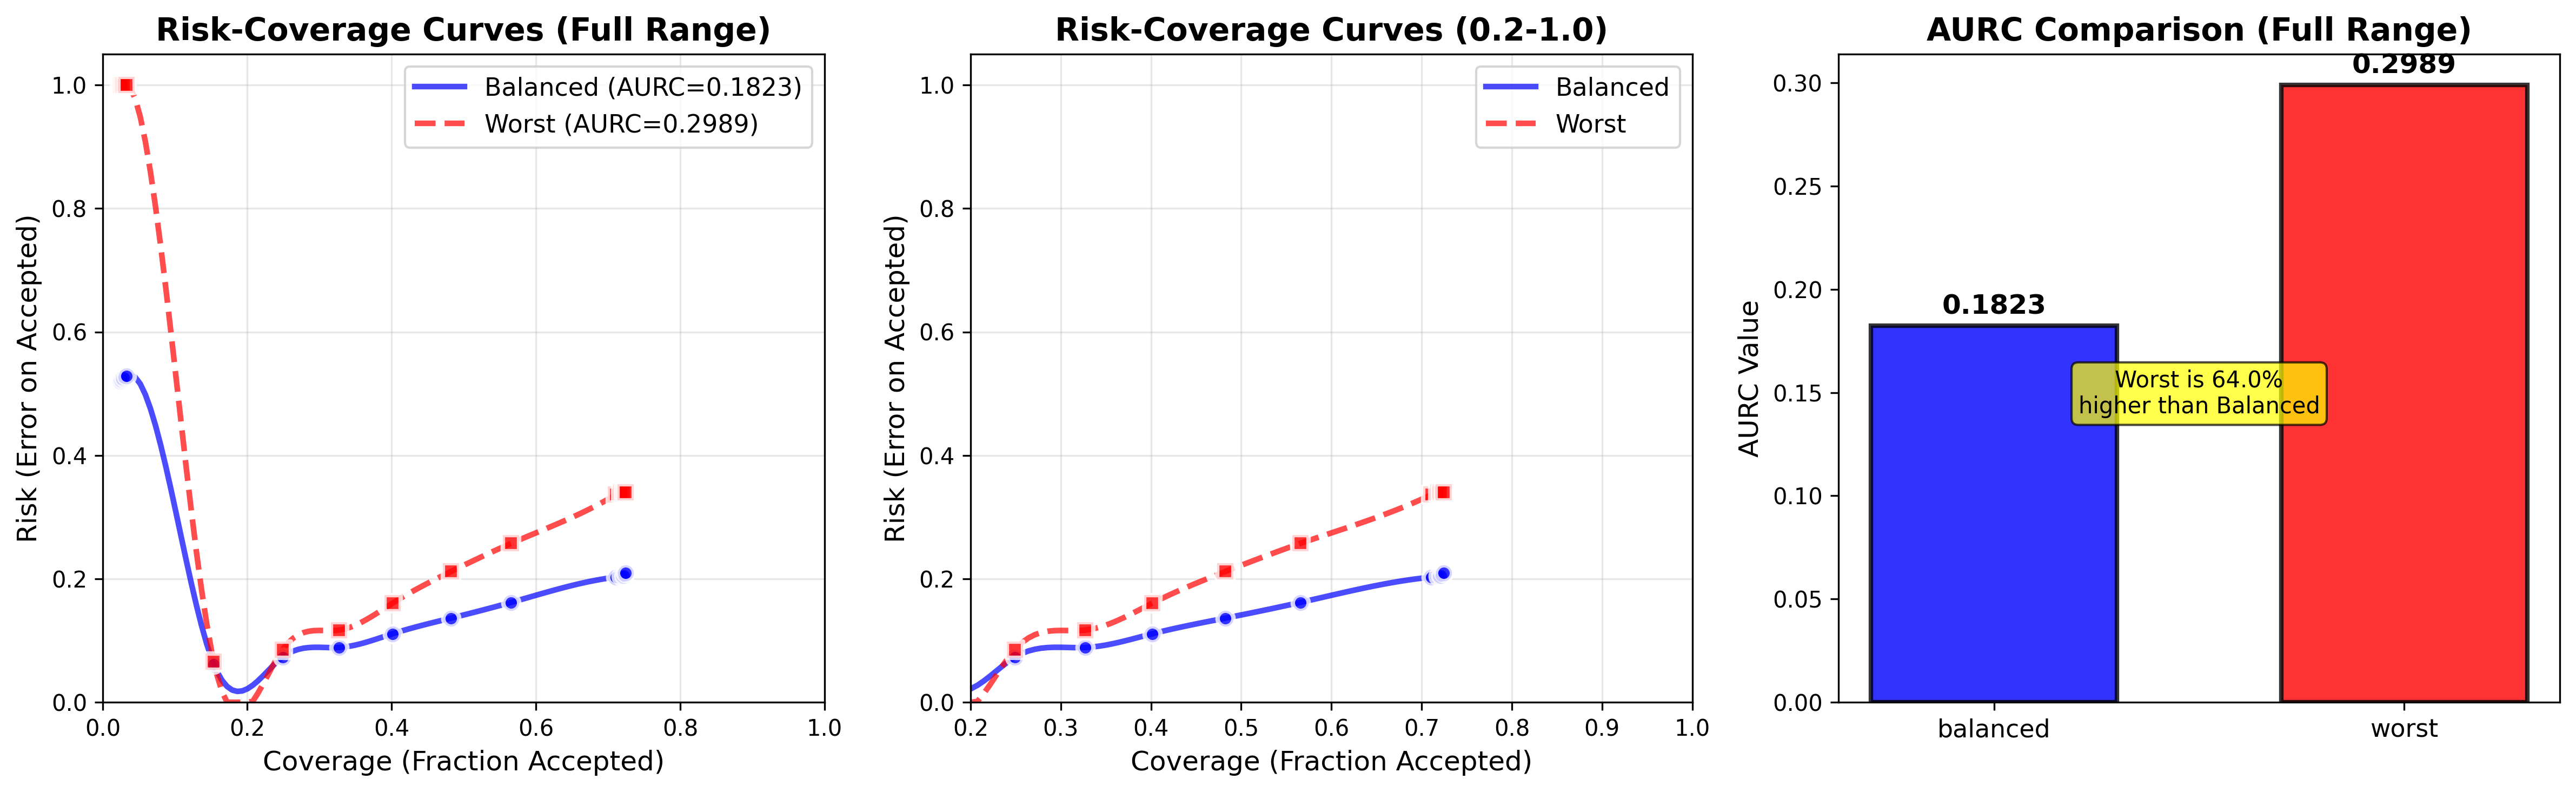 Risk-Coverage Curves (Full Range)
Risk (Error on Accepted)
1.0
0.8
0.6
0.4
0.2
0.0
Balanced (AURC=0.1823)
Worst (AURC=0.2989)
0.0 0.2 0.4 0.6 0.8 1.0
Coverage (Fraction Accepted)
Risk-Coverage Curves (0.2-1.0)
Risk (Error on Accepted)
1.0
0.8
0.6
0.4
0.2
0.0
Balanced
Worst
0.2 0.3 0.4 0.5 0.6 0.7 0.8 0.9 1.0
Coverage (Fraction Accepted)
AURC Comparison (Full Range)
AURC Value
0.30
0.25
0.20
0.15
0.10
0.05
0.00
0.2989
0.1823
Worst is 64.0%
higher than Balanced
balanced worst